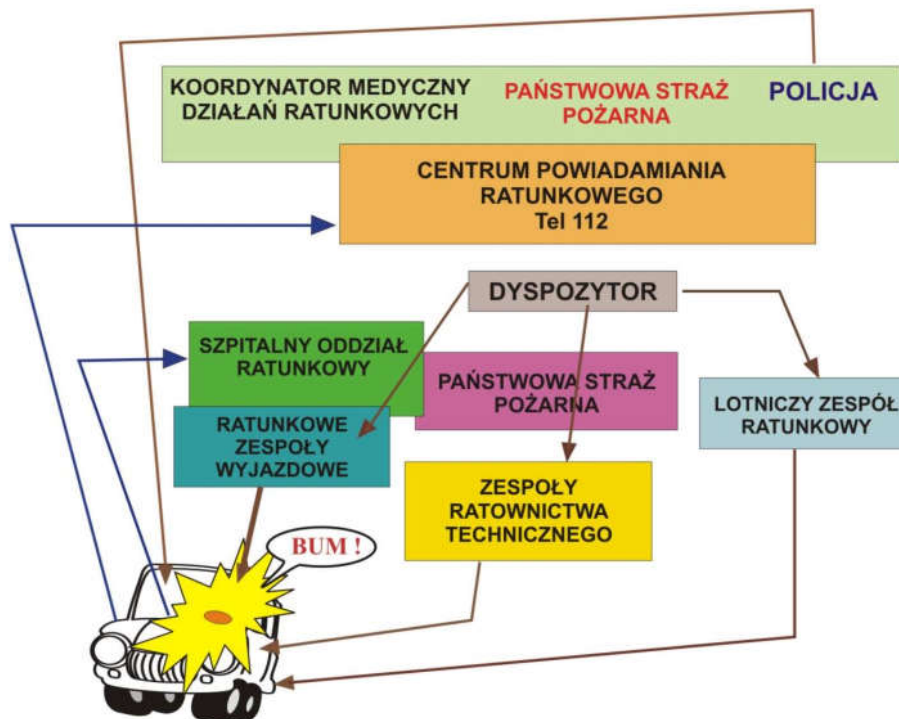 KOORDYNATOR MEDYCZNY
DZIAŁAŃ RATUNKOWYCH
PAŃSTWOWA STRAŻ
POŻARNA
POLICJA
CENTRUM POWIADAMIANIA
RATUNKOWEGO
Tel 112
DYSPOZYTOR
SZPITALNY ODDZIAŁ
RATUNKOWY
PAŃSTWOWA STRAŻ
POŻARNA
LOTNICZY ZESPÓŁ
RATUNKOWY
RATUNKOWE
ZESPOŁY
WYJAZDOWE
ZESPOŁY
RATOWNICTWA
TECHNICZNEGO
BUM !